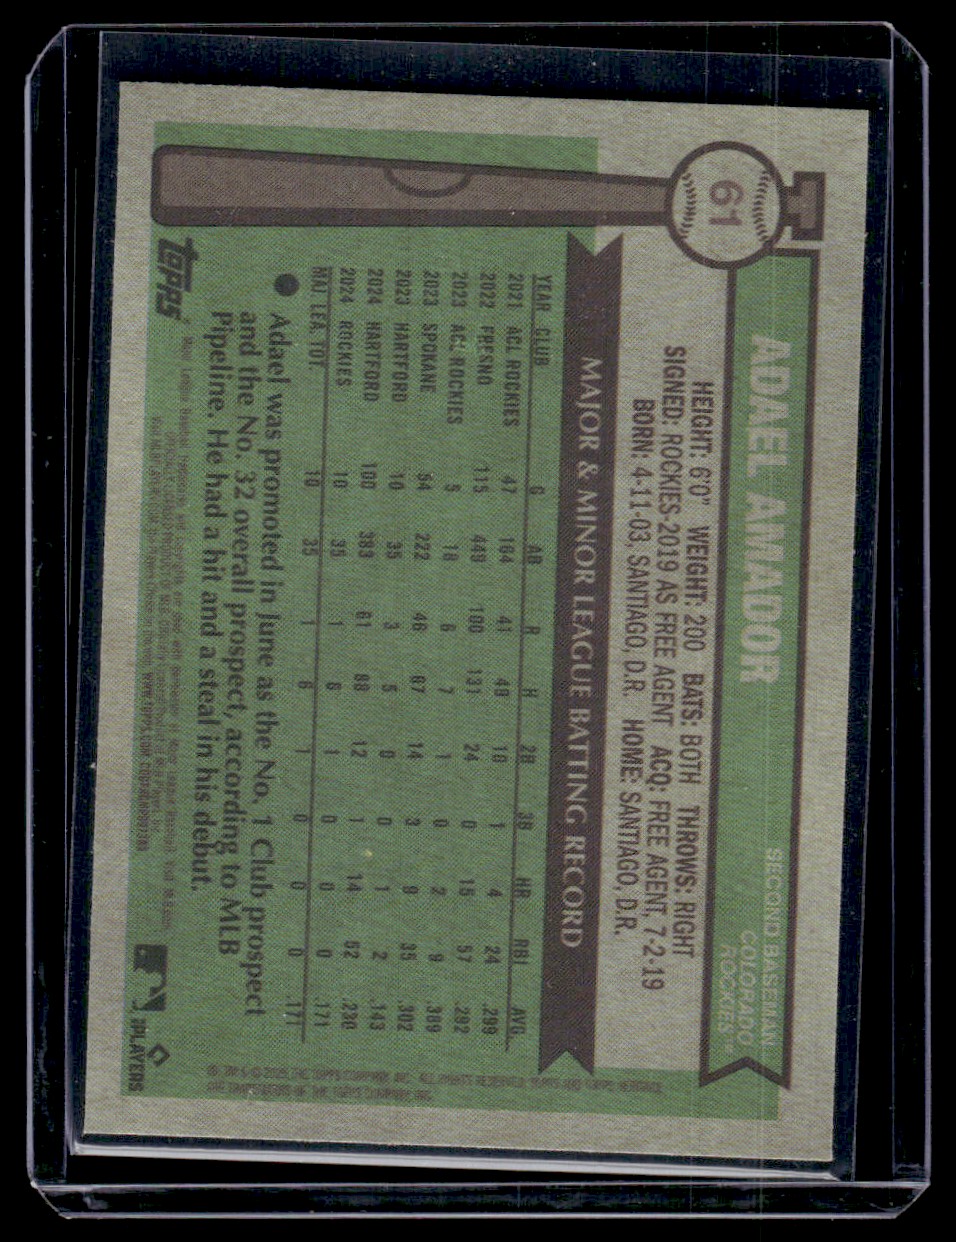 61
T
ADAEL AMADOR
SECOND BASEMAN
COLORADO
ROCKIES™
HEIGHT: 6'0" WEIGHT: 200 BATS: BOTH THROWS: RIGHT
SIGNED: ROCKIES-2019 AS FREE AGENT ACQ: FREE AGENT, 7-2-19
BORN: 4-11-03, SANTIAGO, D.R. HOME: SANTIAGO, D.R.
MAJOR & MINOR LEAGUE BATTING RECORD
YEAR CLUB G AB R H 2B 3B HR RBI AVG.
2021 ACL ROCKIES 47 164 41 49 10 1 4 24 .299
2022 FRESNO 115 449 100 131 24 0 15 57 .292
2023 ACL ROCKIES 5 18 6 7 1 0 2 9 .389
2023 SPOKANE 54 222 46 67 14 3 9 35 .302
2023 HARTFORD 10 35 3 5 0 0 1 2 .143
2024 HARTFORD 100 383 61 88 12 1 14 62 .230
2024 ROCKIES 10 35 1 6 1 0 0 0 .171
MAJ. LEA. TOT. 10 35 1 6 1 0 0 0 .171
Adael was promoted in June as the No. 1 Club prospect
and the No. 32 overall prospect, according to MLB
Pipeline. He had a hit and a steal in his debut.
Topps
PLAYERS